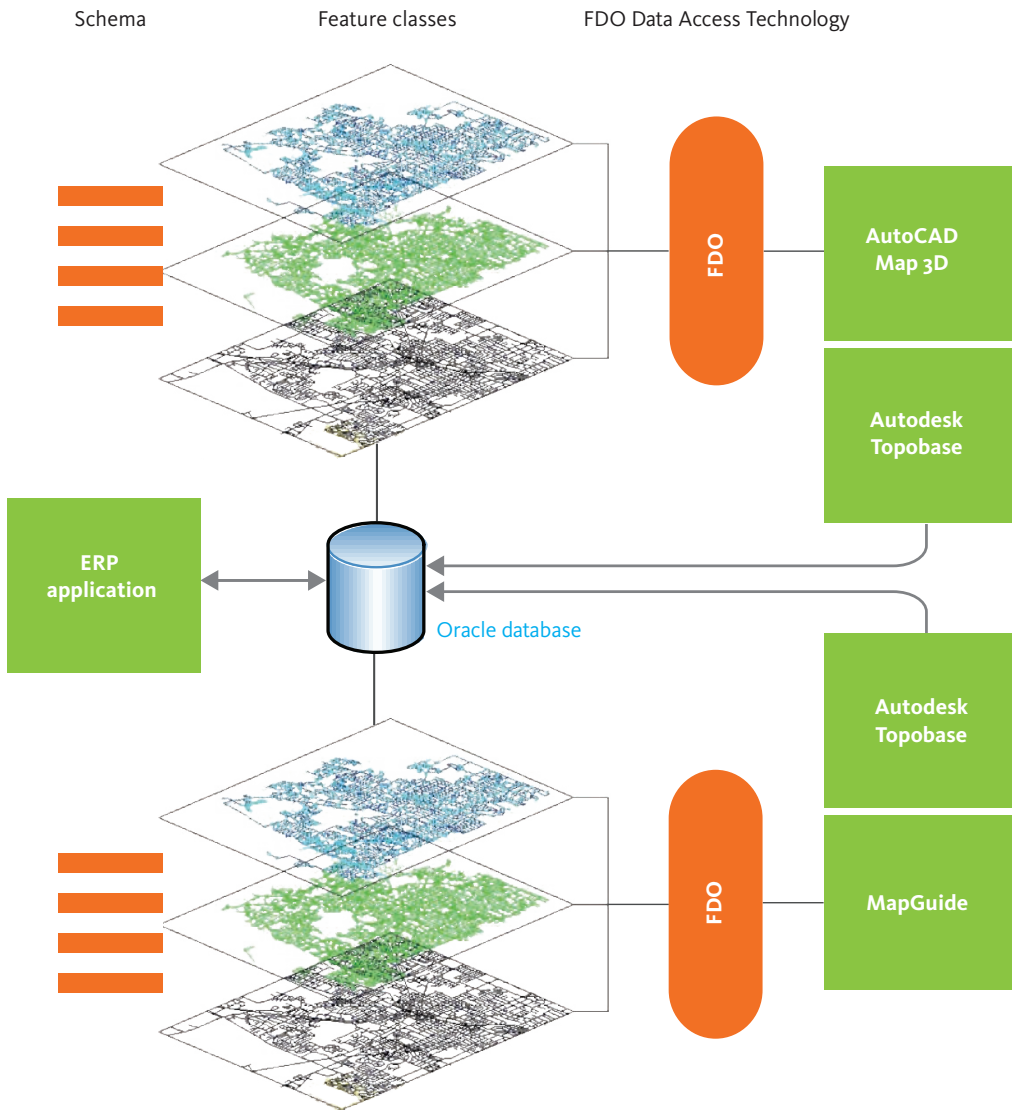 Schema
Feature classes
FDO Data Access Technology
FDO
AutoCAD
Map 3D
Autodesk
Topobase
ERP
application
Oracle database
Autodesk
Topobase
FDO
MapGuide